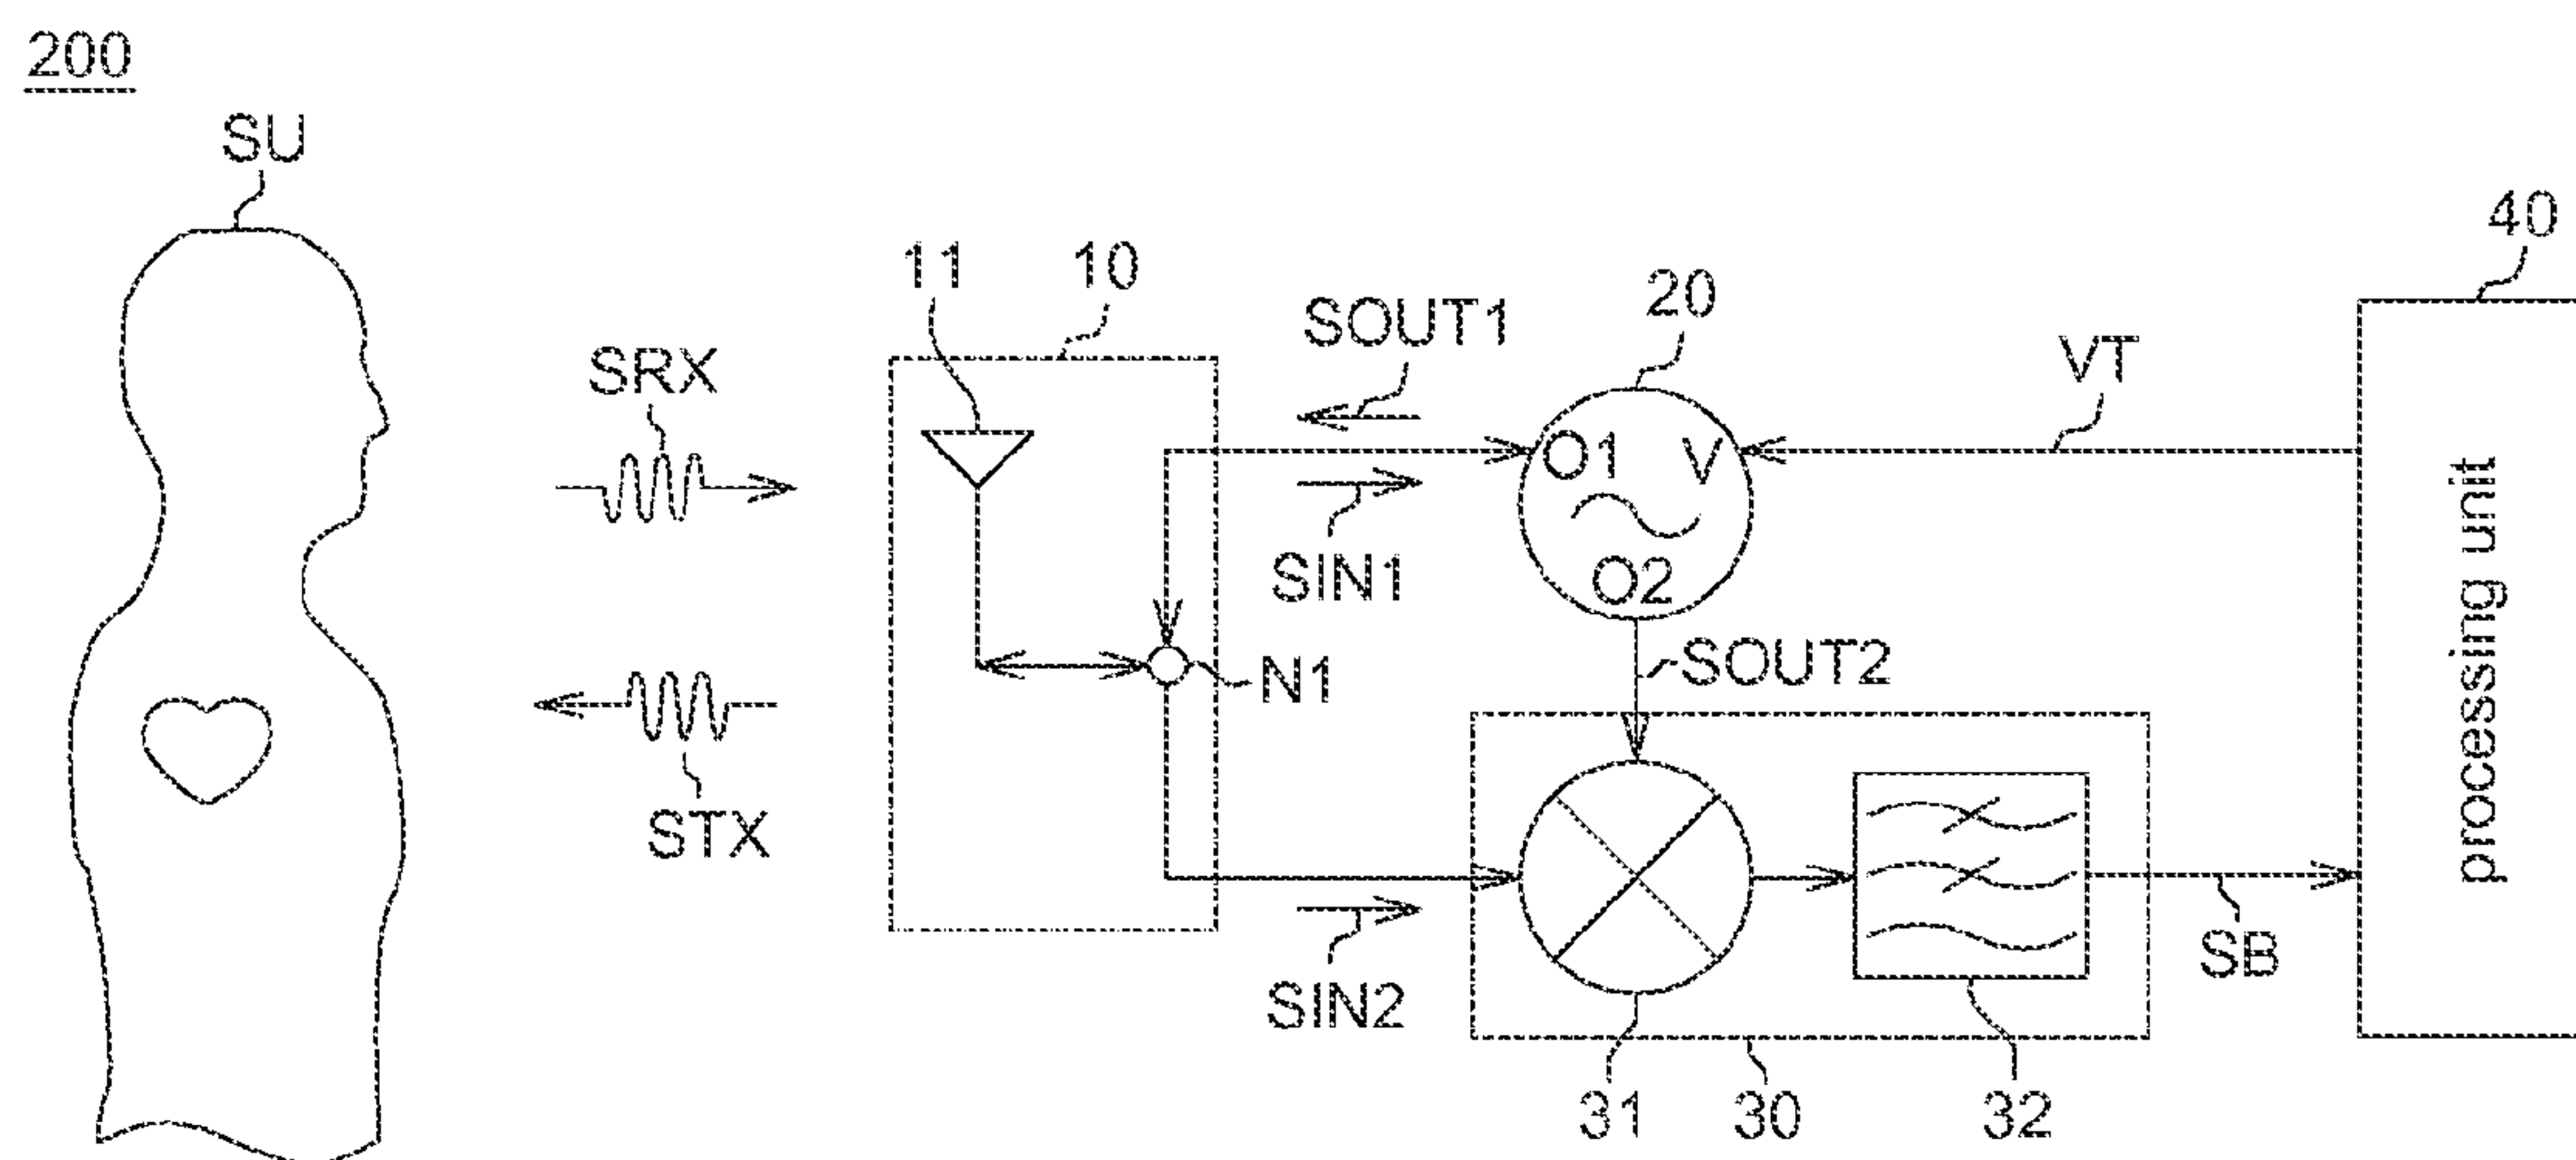 200
SU
SRX
STX
11
10
SOUT1
SIN1
N1
20
O1
V
O2
VT
40
processing unit
SOUT2
SIN2
SB
31
30
32